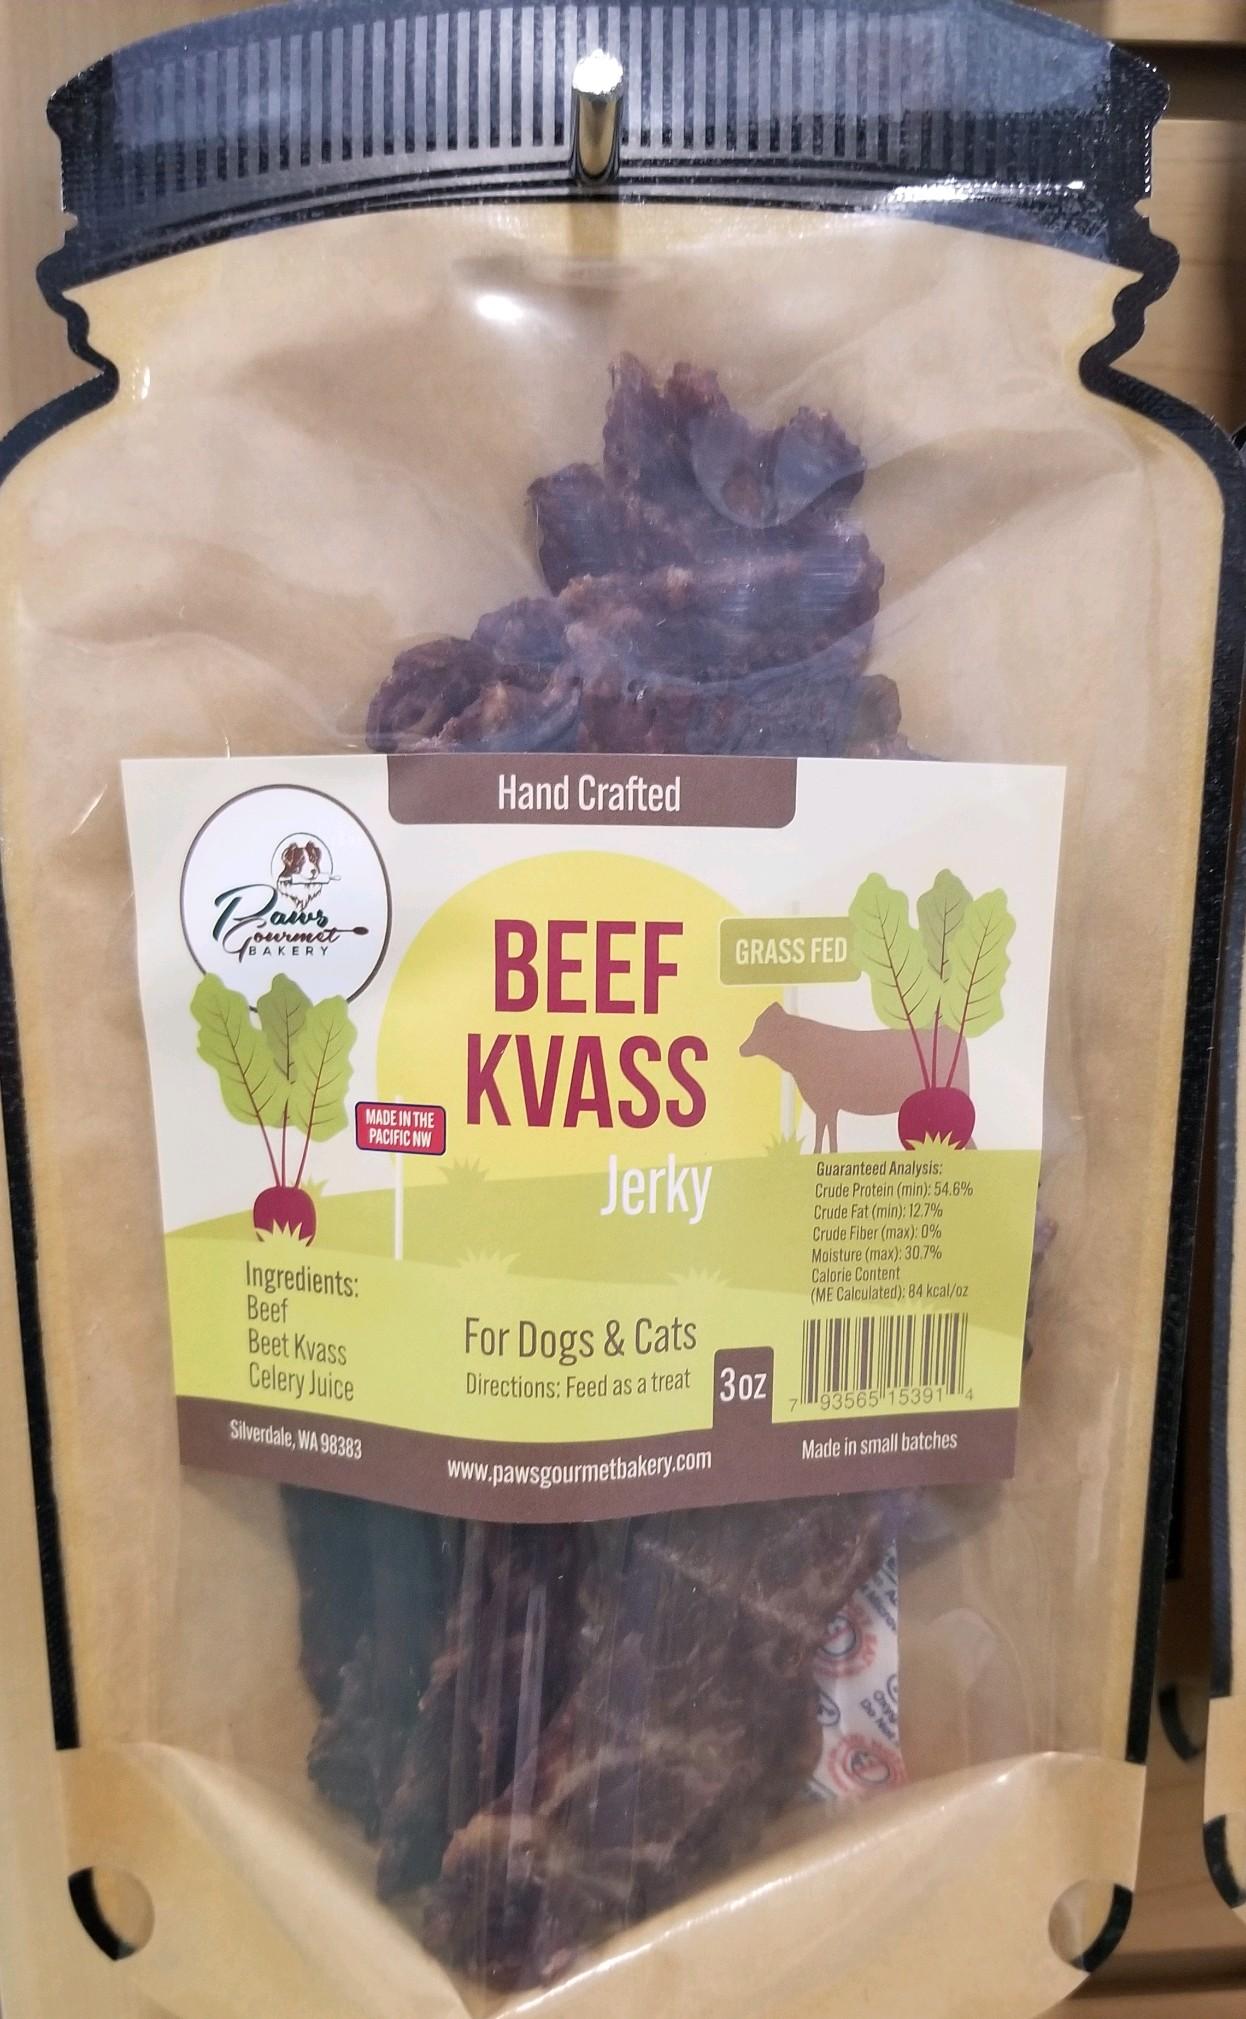 Hand Crafted
Paws
Gourmet
BAKERY
BEEF
KVASS
Jerky
GRASS FED
MADE IN THE
PACIFIC NW
Guaranteed Analysis:
Crude Protein (min): 54.6%
Crude Fat (min): 12.7%
Crude Fiber (max): 0%
Moisture (max): 30.7%
Calorie Content
(ME Calculated): 84 kcal/oz
Ingredients:
Beef
Beet Kvass
Celery Juice
For Dogs & Cats
Directions: Feed as a treat
3oz
7 93565 15391 4
Silverdale, WA 98383
www.pawsgourmetbakery.com
Made in small batches